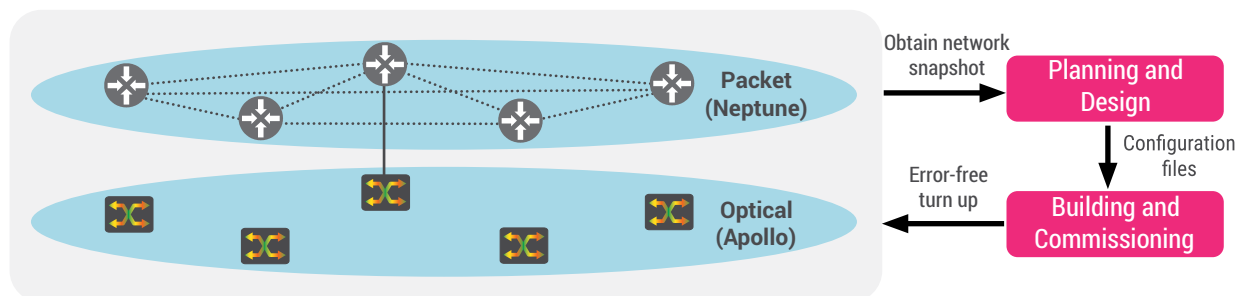 Packet
(Neptune)
Optical
(Apollo)
Obtain network
snapshot
Planning and
Design
Configuration
files
Building and
Commissioning
Error-free
turn up